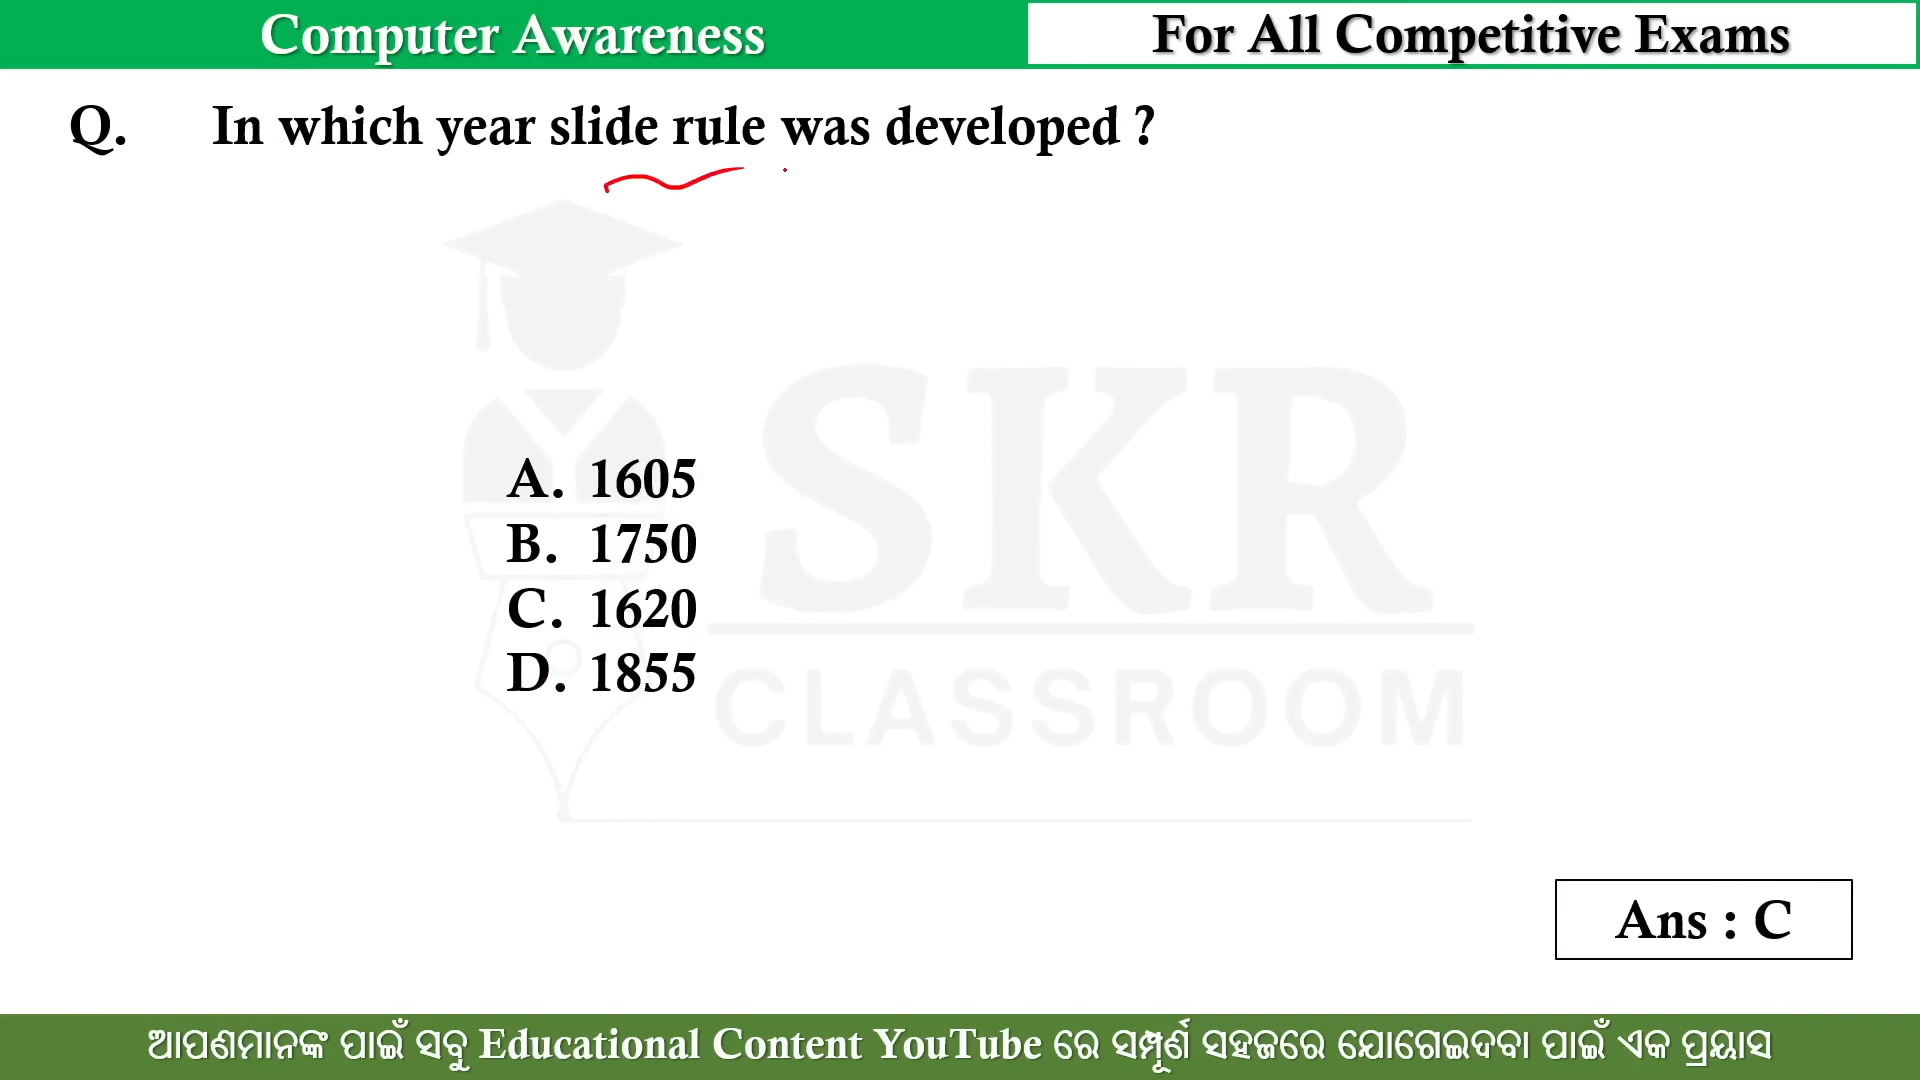 Computer Awareness
For All Competitive Exams
Q. In which year slide rule was developed ?
A. 1605
B. 1750
C. 1620
D. 1855
SKR
CLASSROOM
Ans : C
ଆପଣମାନଙ୍କ ପାଇଁ ସବୁ Educational Content YouTube ରେ ସମ୍ପୂର୍ଣ ସହଜରେ ଯୋଗେଇଦବା ପାଇଁ ଏକ ପ୍ରୟାସ